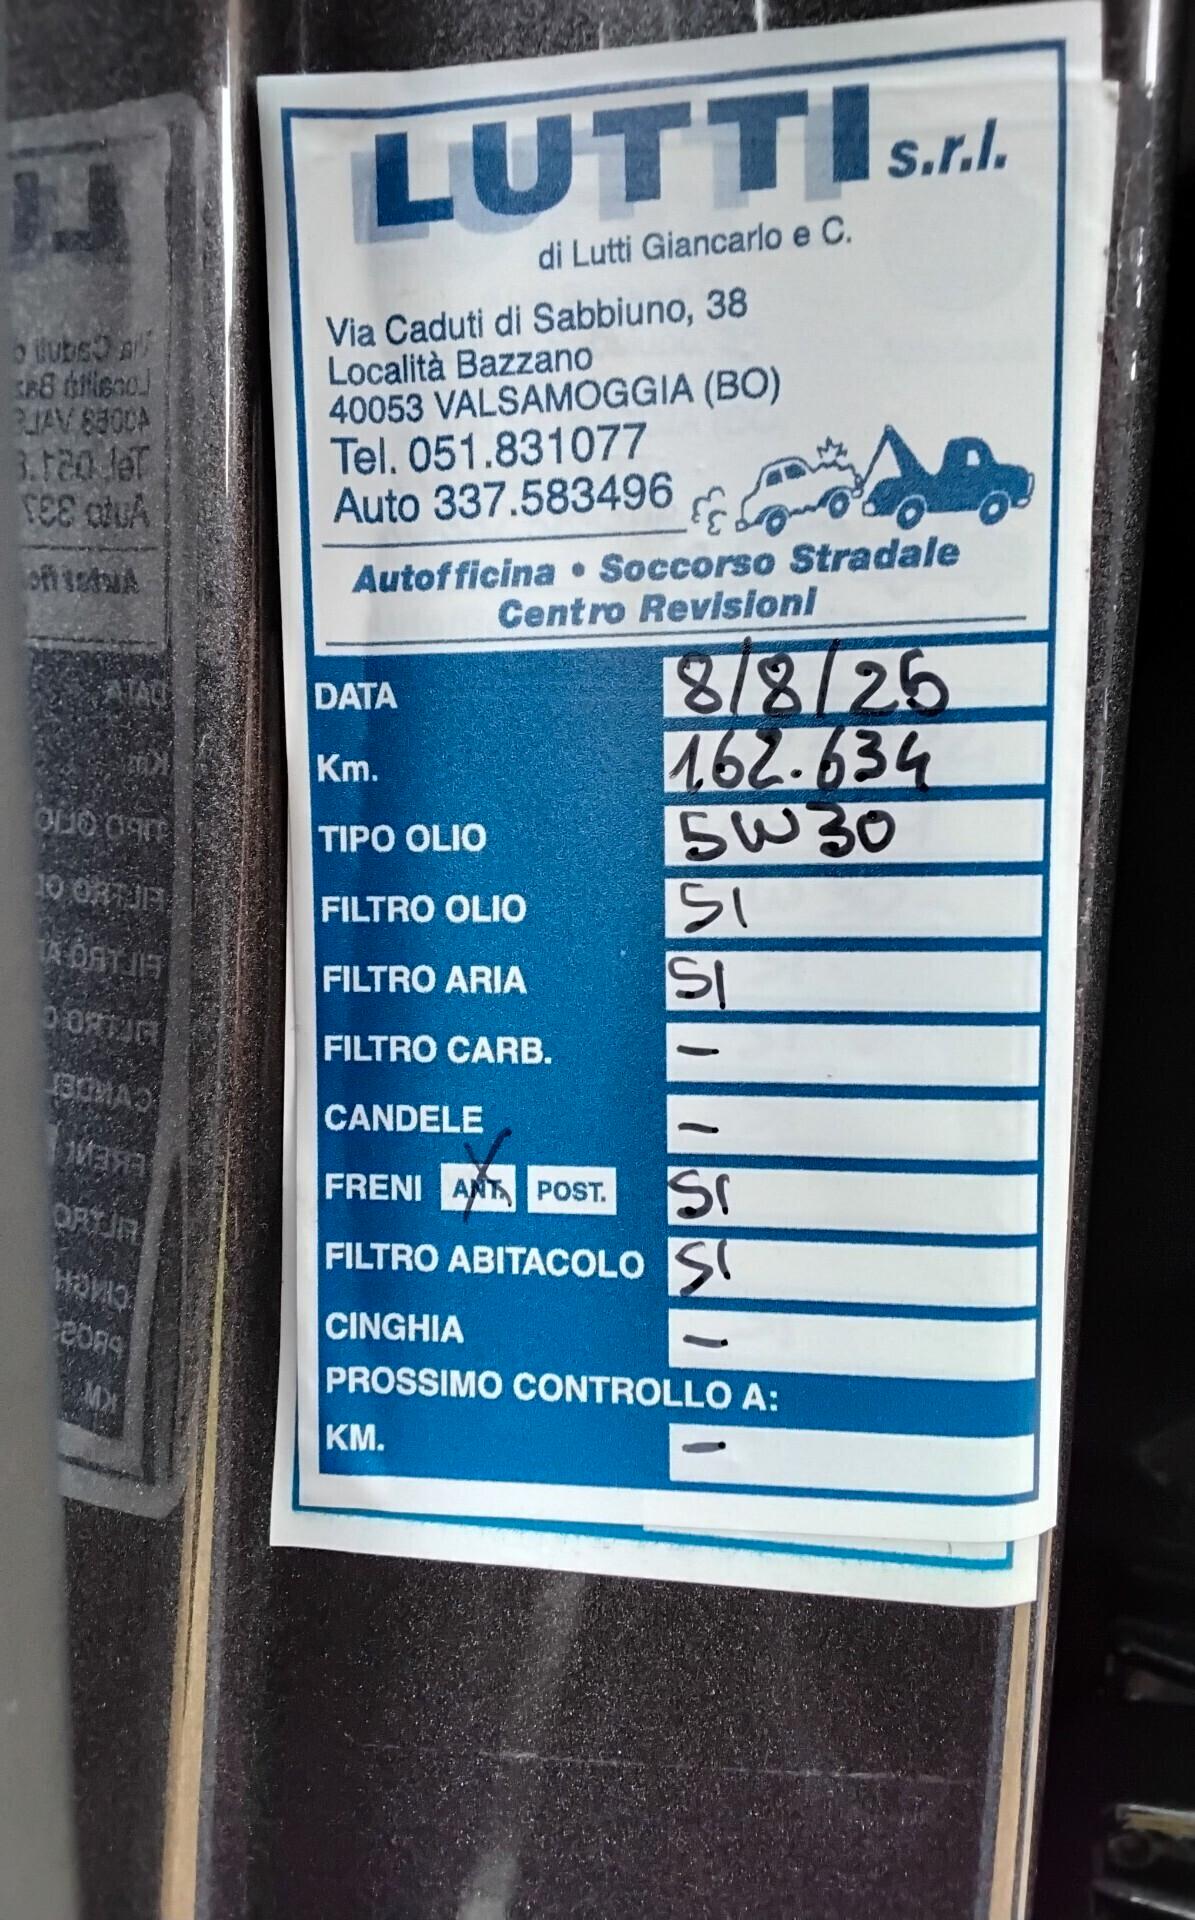 LUTTI s.r.l.
di Lutti Giancarlo e C.
Via Caduti di Sabbiuno, 38
Località Bazzano
40053 VALSAMOGGIA (BO)
Tel. 051.831077
Auto 337.583496
Autofficina • Soccorso Stradale
Centro Revisioni
DATA 8/8/25
Km. 162.634
TIPO OLIO 5W30
FILTRO OLIO SI
FILTRO ARIA SI
FILTRO CARB. -
CANDELE -
FRENI ANT. POST. SI
FILTRO ABITACOLO SI
CINGHIA -
PROSSIMO CONTROLLO A:
KM. -